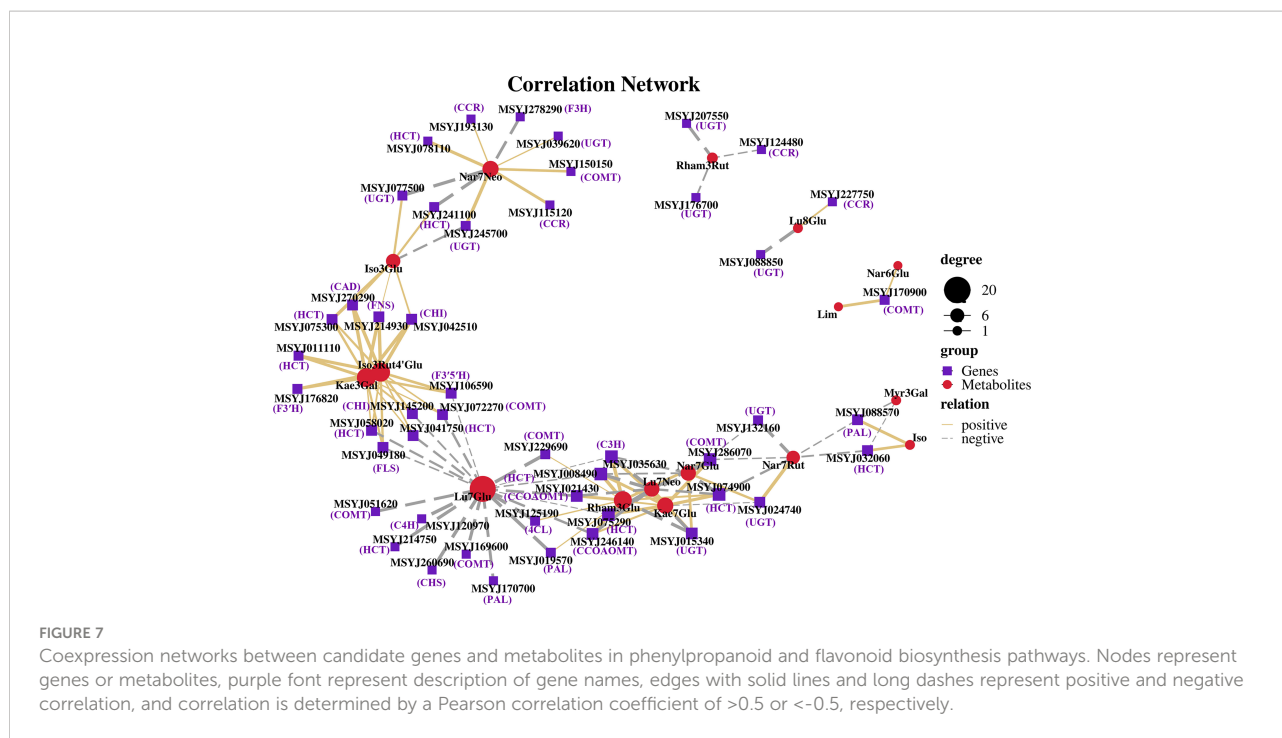 Correlation Network
(CCR)
MSYJ278290 (F3H)
MSYJ193130
(HCT)
MSYJ078110
MSYJ039620 (UGT)
MSYJ150150
(COMT)
Nar7Neo
MSYJ077500
(UGT)
MSYJ241100
(HCT)
MSYJ115120
(CCR)
MSYJ245700
(UGT)
Iso3Glu
MSYJ207550
(UGT)
MSYJ124480
(CCR)
Rham3Rut
MSYJ176700
(UGT)
MSYJ227750
(CCR)
Lu8Glu
MSYJ088850
(UGT)
Nar6Glu
MSYJ170900
(COMT)
Lim
(CAD)
MSYJ270290
(FNS)
(HCT)
MSYJ075300
MSYJ214930
(CHI)
MSYJ042510
MSYJ011110
(HCT)
Iso3Rut4'Glu
Kae3Gal
MSYJ176820
(F3'H)
(F3'5'H)
MSYJ106590
(CHI)
MSYJ145200
MSYJ072270
(COMT)
MSYJ058020
(HCT)
MSYJ041750
(HCT)
MSYJ049180
(FLS)
(COMT)
MSYJ229690
(C3H)
MSYJ035630
(HCT)
MSYJ008490
(COMT)
MSYJ286070
(UGT)
MSYJ132160
Nar7Glu
Nar7Rut
Lu7Glu
MSYJ021430
(CCOAOMT)
Lu7Neo
Rham3Glu
Kae7Glu
MSYJ074900
(HCT)
MSYJ024740
(UGT)
MSYJ125190
(4CL)
MSYJ075290
(HCT)
MSYJ246140
(CCOAOMT)
MSYJ015340
(UGT)
MSYJ019570
(PAL)
MSYJ051620
(COMT)
(C4H)
MSYJ120970
MSYJ214750
(HCT)
MSYJ169600
(COMT)
MSYJ260690
(CHS)
MSYJ170700
(PAL)
Myr3Gal
MSYJ088570
(PAL)
Iso
MSYJ032060
(HCT)
degree
20
6
1
group
Genes
Metabolites
relation
positive
negtive
FIGURE 7
Coexpression networks between candidate genes and metabolites in phenylpropanoid and flavonoid biosynthesis pathways. Nodes represent
genes or metabolites, purple font represent description of gene names, edges with solid lines and long dashes represent positive and negative
correlation, and correlation is determined by a Pearson correlation coefficient of >0.5 or <-0.5, respectively.